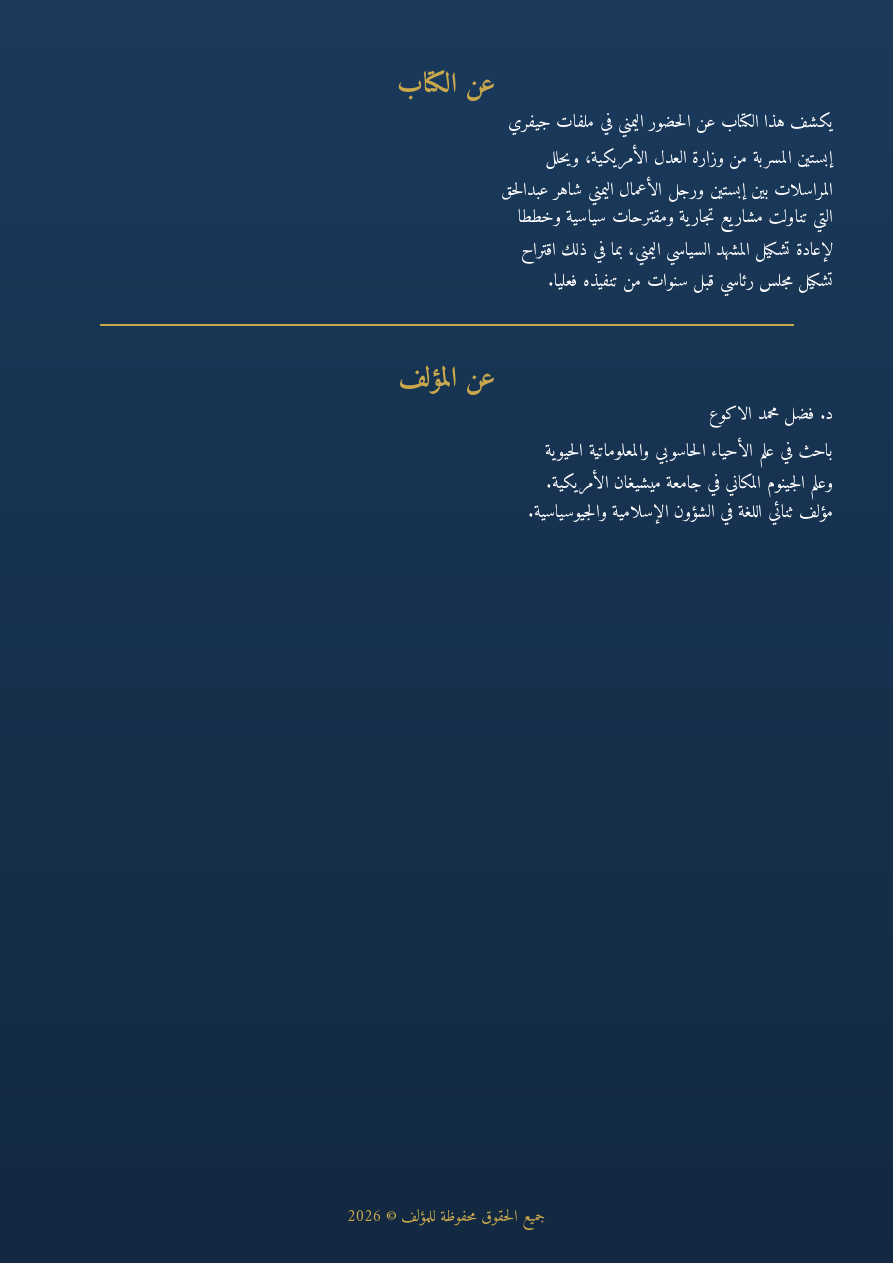 عن الكتاب
يكشف هذا الكتاب عن الحضور اليمني في ملفات جيفري
إبستين المسربة من وزارة العدل الأمريكية، ويحلل
المراسلات بين إبستين ورجل الأعمال اليمني شاهر عبدالحق
التي تناولت مشاريع تجارية ومقترحات سياسية وخططا
لإعادة تشكيل المشهد السياسي اليمني، بما في ذلك اقتراح
تشكيل مجلس رئاسي قبل سنوات من تنفيذه فعليا.
عن المؤلف
د. فضل محمد الاكوع
باحث في علم الأحياء الحاسوبي والمعلوماتية الحيوية
وعلم الجينوم المكاني في جامعة ميشيغان الأمريكية.
مؤلف ثنائي اللغة في الشؤون الإسلامية والجيوسياسية.
جميع الحقوق محفوظة للمؤلف © 2026